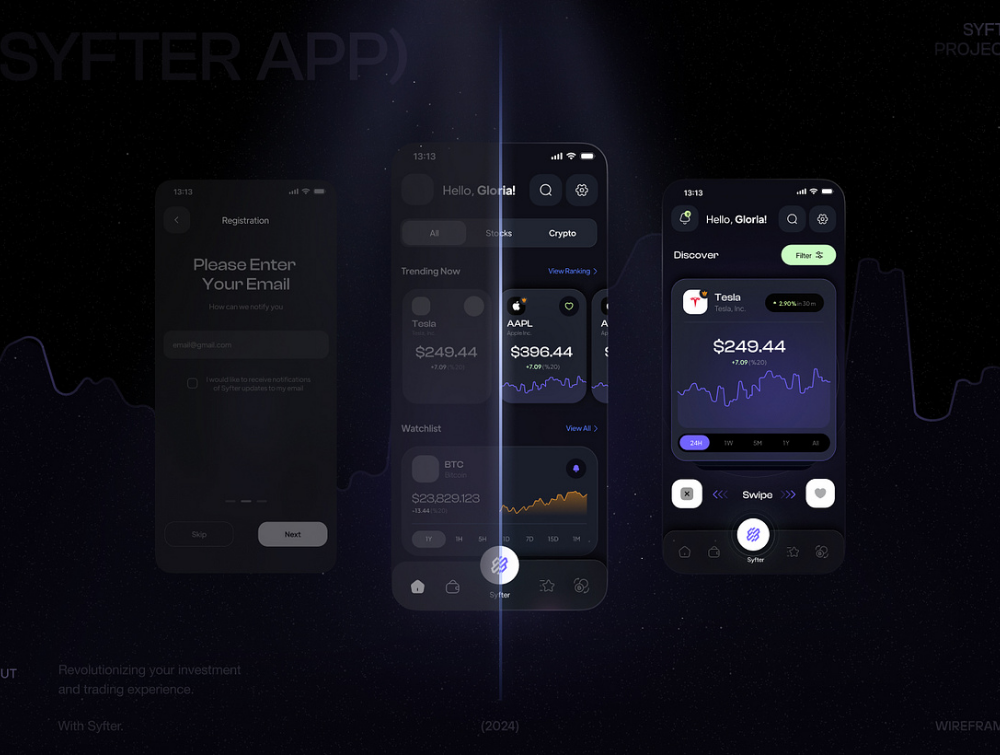 SYFTER APP)
SYFT
PROJEC
13:13
Registration
Please Enter
Your Email
How can we notify you
email@gmail.com
I would like to receive notifications
of Syfter updates to my email
Skip
Next
13:13
Hello, Gloria!
All
Stocks
Crypto
Trending Now
View Ranking
Tesla
$249.44
+7.09 (%20)
AAPL
Apple Inc.
$396.44
+7.09 (%20)
A
$
Watchlist
View All
BTC
Bitcoin
$23,829.123
-13.44 (%20)
1Y
1H
5H
1D
7D
15D
1M
Syfter
13:13
Hello, Gloria!
Discover
Filter
Tesla
Tesla, Inc.
2.90% in 30 m
$249.44
+7.09 (%20)
24H
1W
5M
1Y
All
Swipe
Syfter
UT
Revolutionizing your investment
and trading experience.
With Syfter.
(2024)
WIREFRAM